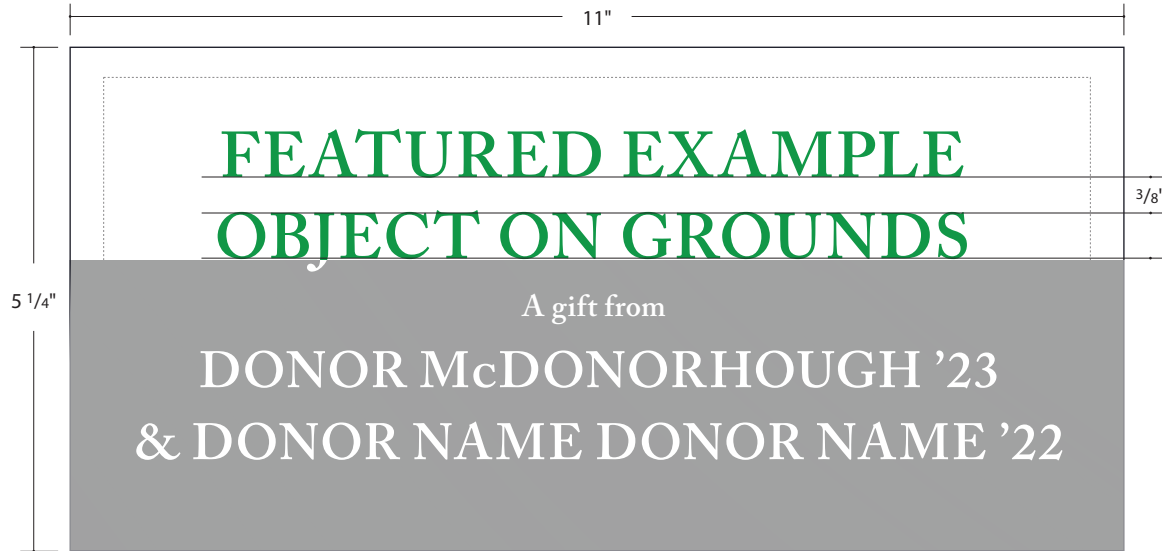 11"
FEATURED EXAMPLE
3/8"
OBJECT ON GROUNDS
5 1/4"
A gift from
DONOR McDONORHOUGH ’23
& DONOR NAME DONOR NAME ’22